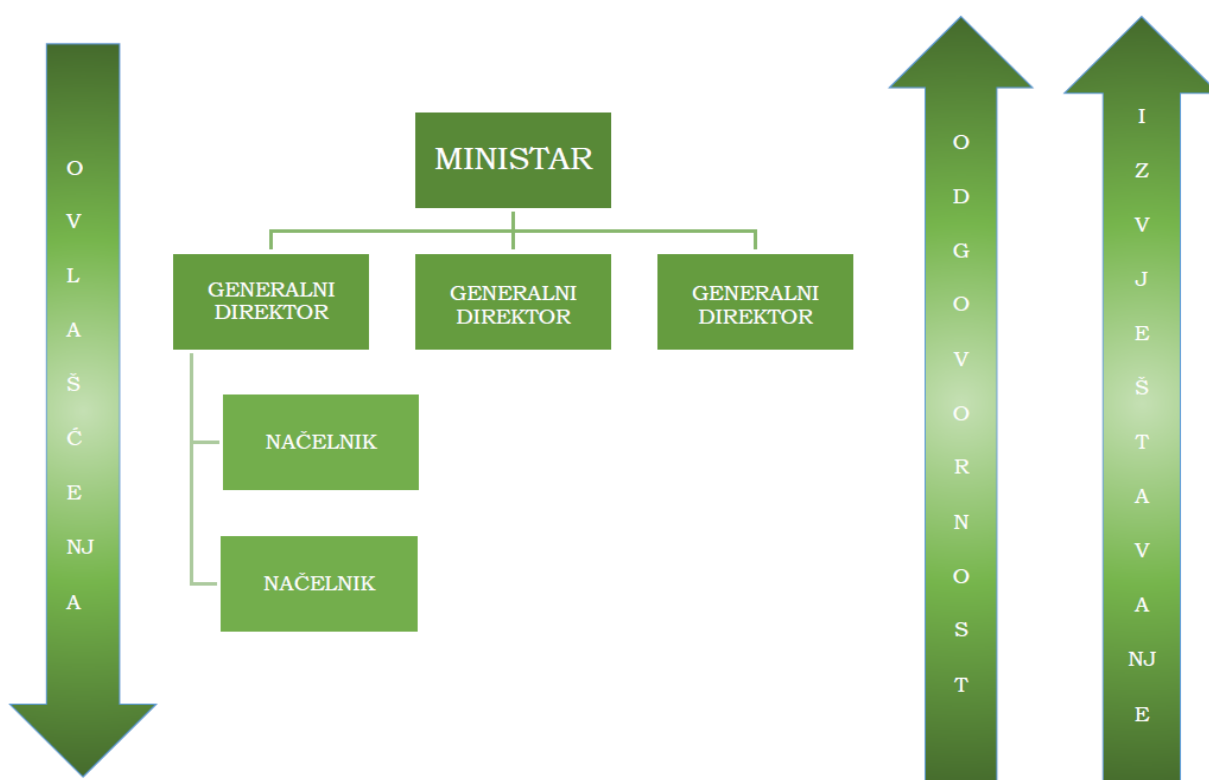 OVLAŠĆENJA
MINISTAR
GENERALNI
DIREKTOR
GENERALNI
DIREKTOR
GENERALNI
DIREKTOR
NAČELNIK
NAČELNIK
ODGOVORNOST
IZVJEŠTAVANJE